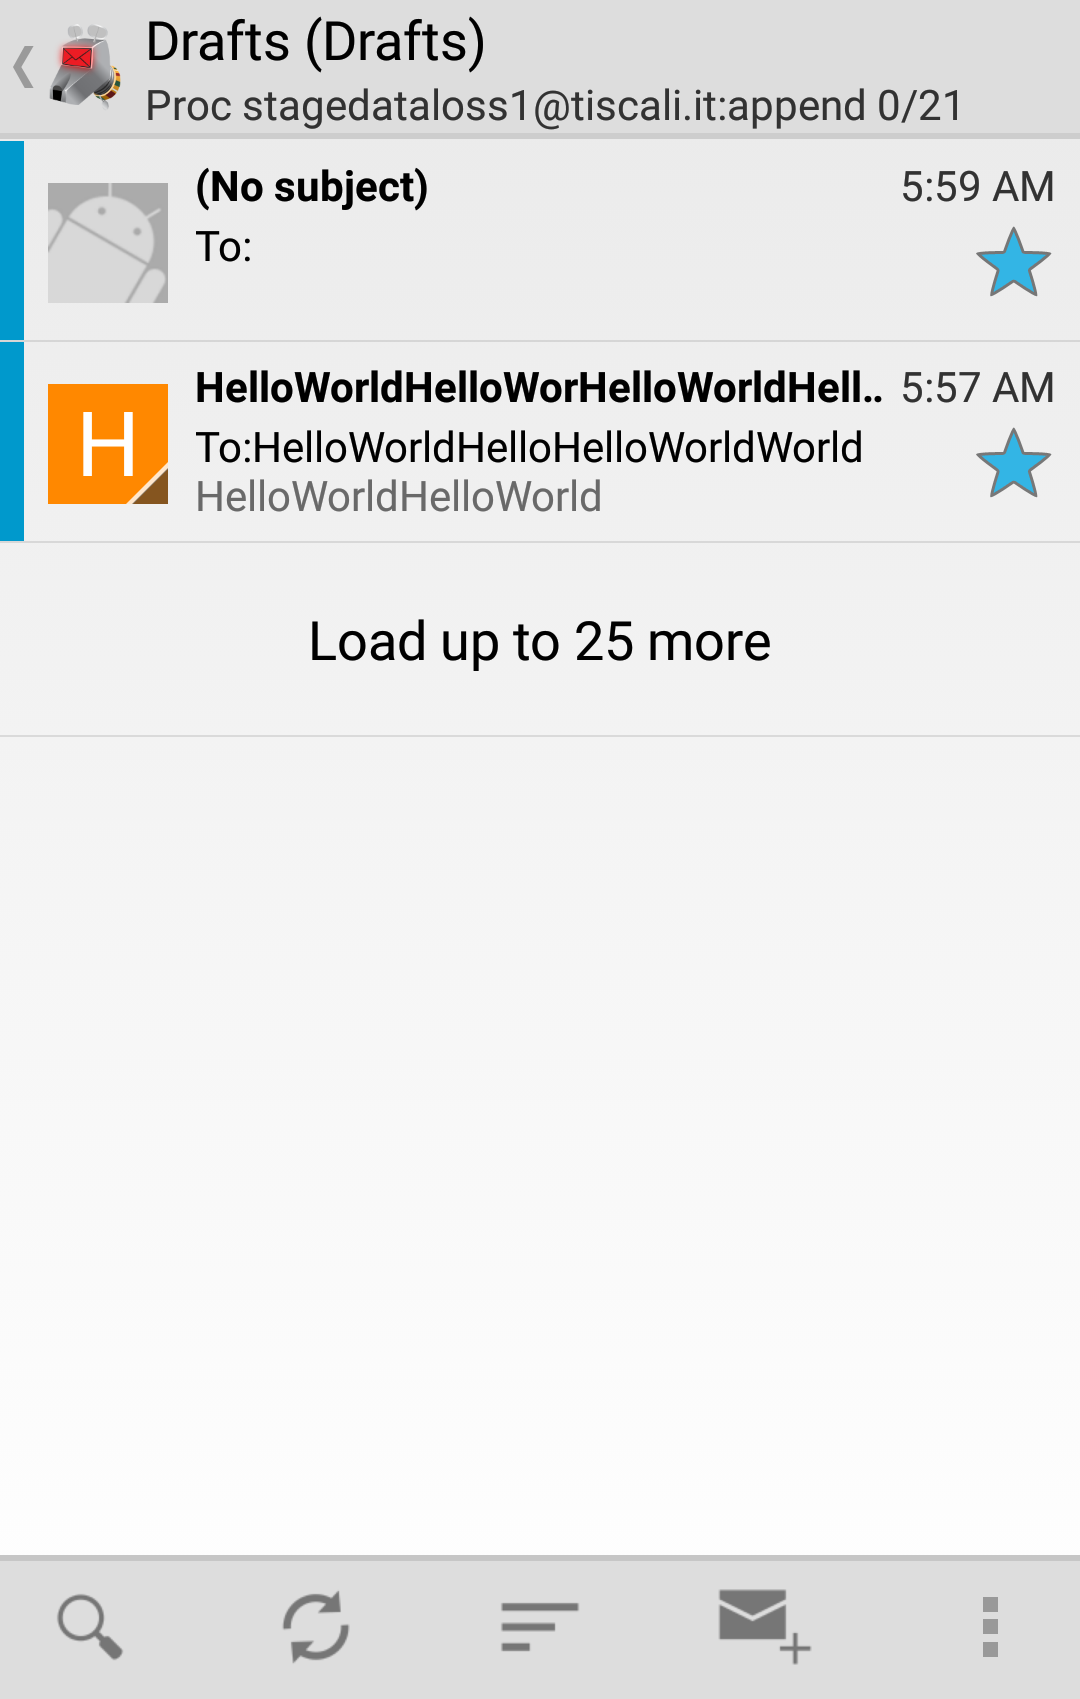 Drafts (Drafts)
Proc stagedataloss1@tiscali.it:append 0/21
(No subject) 5:59 AM
To:
HelloWorldHelloWorHelloWorldHell.. 5:57 AM
H
To:HelloWorldHelloHelloWorldWorld
HelloWorldHelloWorld
Load up to 25 more